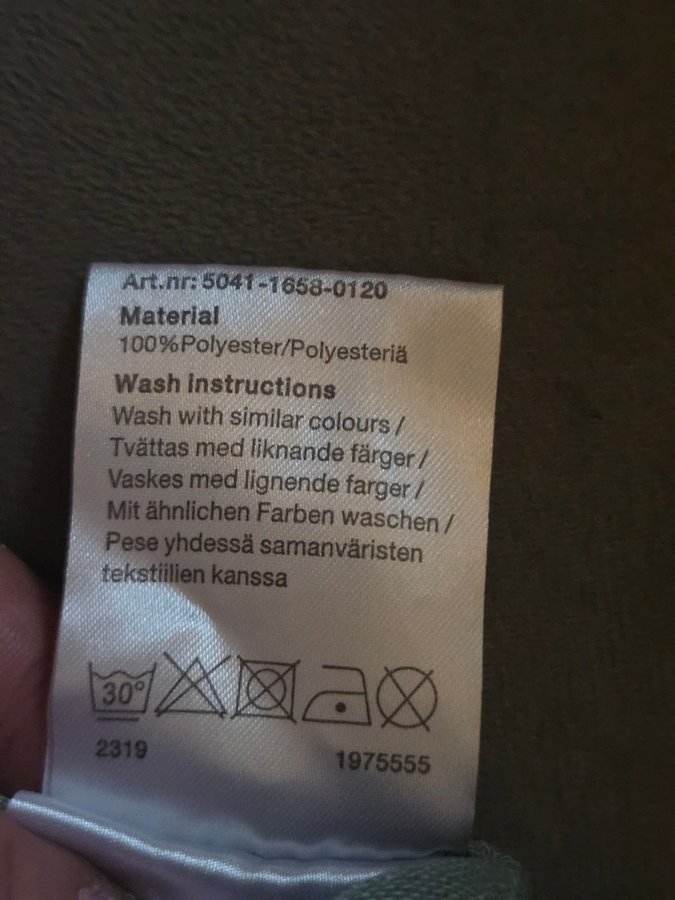 Art.nr: 5041-1658-0120
Material
100%Polyester/Polyesteriä
Wash instructions
Wash with similar colours /
Tvättas med liknande färger /
Vaskes med lignende farger /
Mit ähnlichen Farben waschen /
Pese yhdessä samanväristen
tekstiilien kanssa
30°
2319 1975555